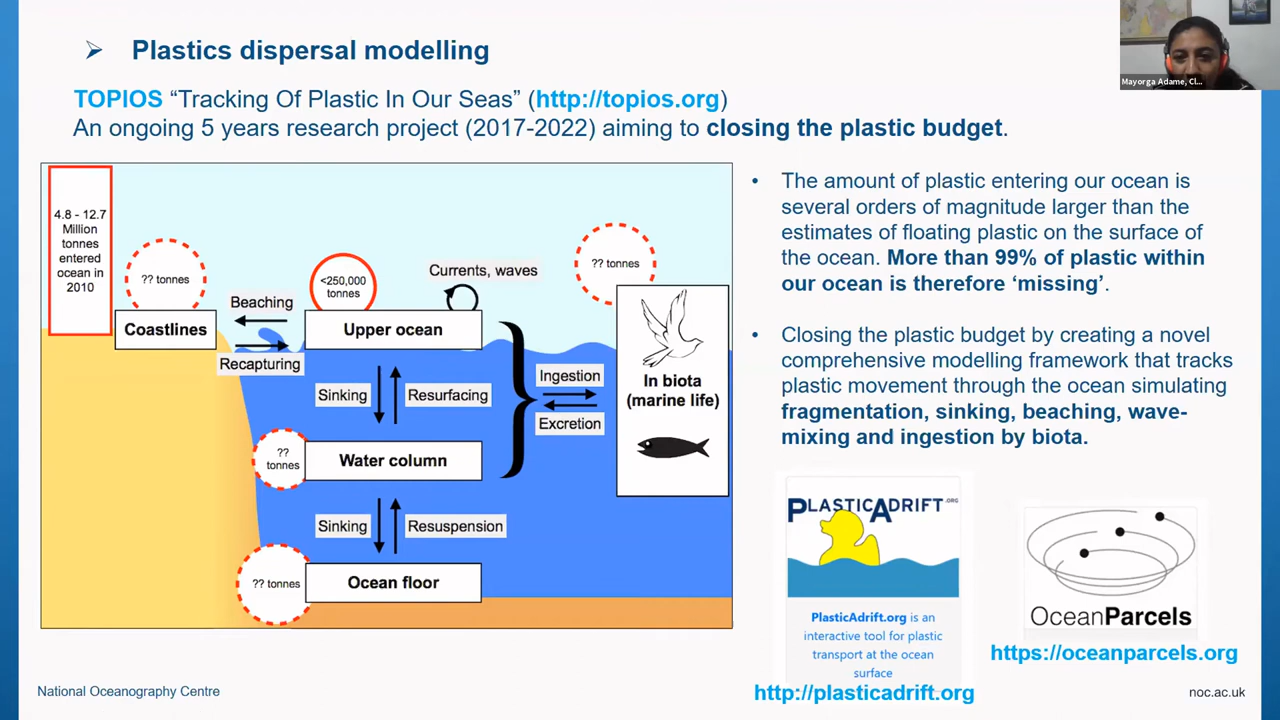 ➢ Plastics dispersal modelling
Mayorga Adame, Cl...
TOPIOS “Tracking Of Plastic In Our Seas” (http://topios.org)
An ongoing 5 years research project (2017-2022) aiming to closing the plastic budget.
4.8 - 12.7
Million
tonnes
entered
ocean in
2010
?? tonnes
Coastlines
Beaching
Recapturing
<250,000
tonnes
Upper ocean
Currents, waves
?? tonnes
Sinking
Resurfacing
Ingestion
Excretion
In biota
(marine life)
??
tonnes
Water column
Sinking
Resuspension
?? tonnes
Ocean floor
• The amount of plastic entering our ocean is
several orders of magnitude larger than the
estimates of floating plastic on the surface of
the ocean. More than 99% of plastic within
our ocean is therefore ‘missing’.
• Closing the plastic budget by creating a novel
comprehensive modelling framework that tracks
plastic movement through the ocean simulating
fragmentation, sinking, beaching, wave-
mixing and ingestion by biota.
PLASTICADRIFT.ORG
PlasticAdrift.org is an
interactive tool for plastic
transport at the ocean
surface
http://plasticadrift.org
OceanParcels
https://oceanparcels.org
National Oceanography Centre
noc.ac.uk